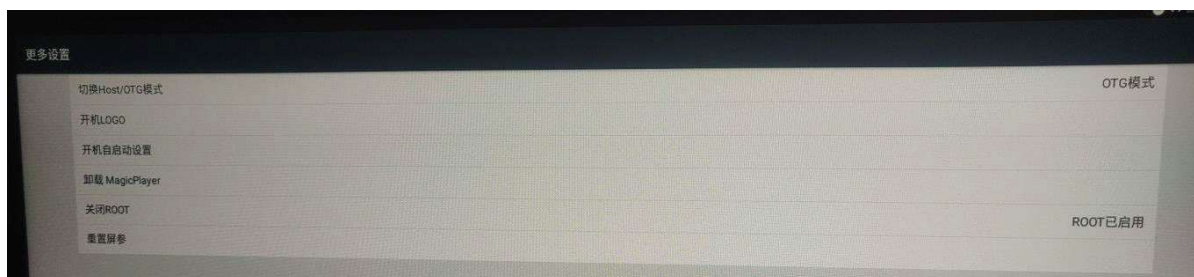 更多设置
切换Host/OTG模式
OTG模式
开机LOGO
开机自启动设置
卸载 MagicPlayer
关闭ROOT
ROOT已启用
重置屏参